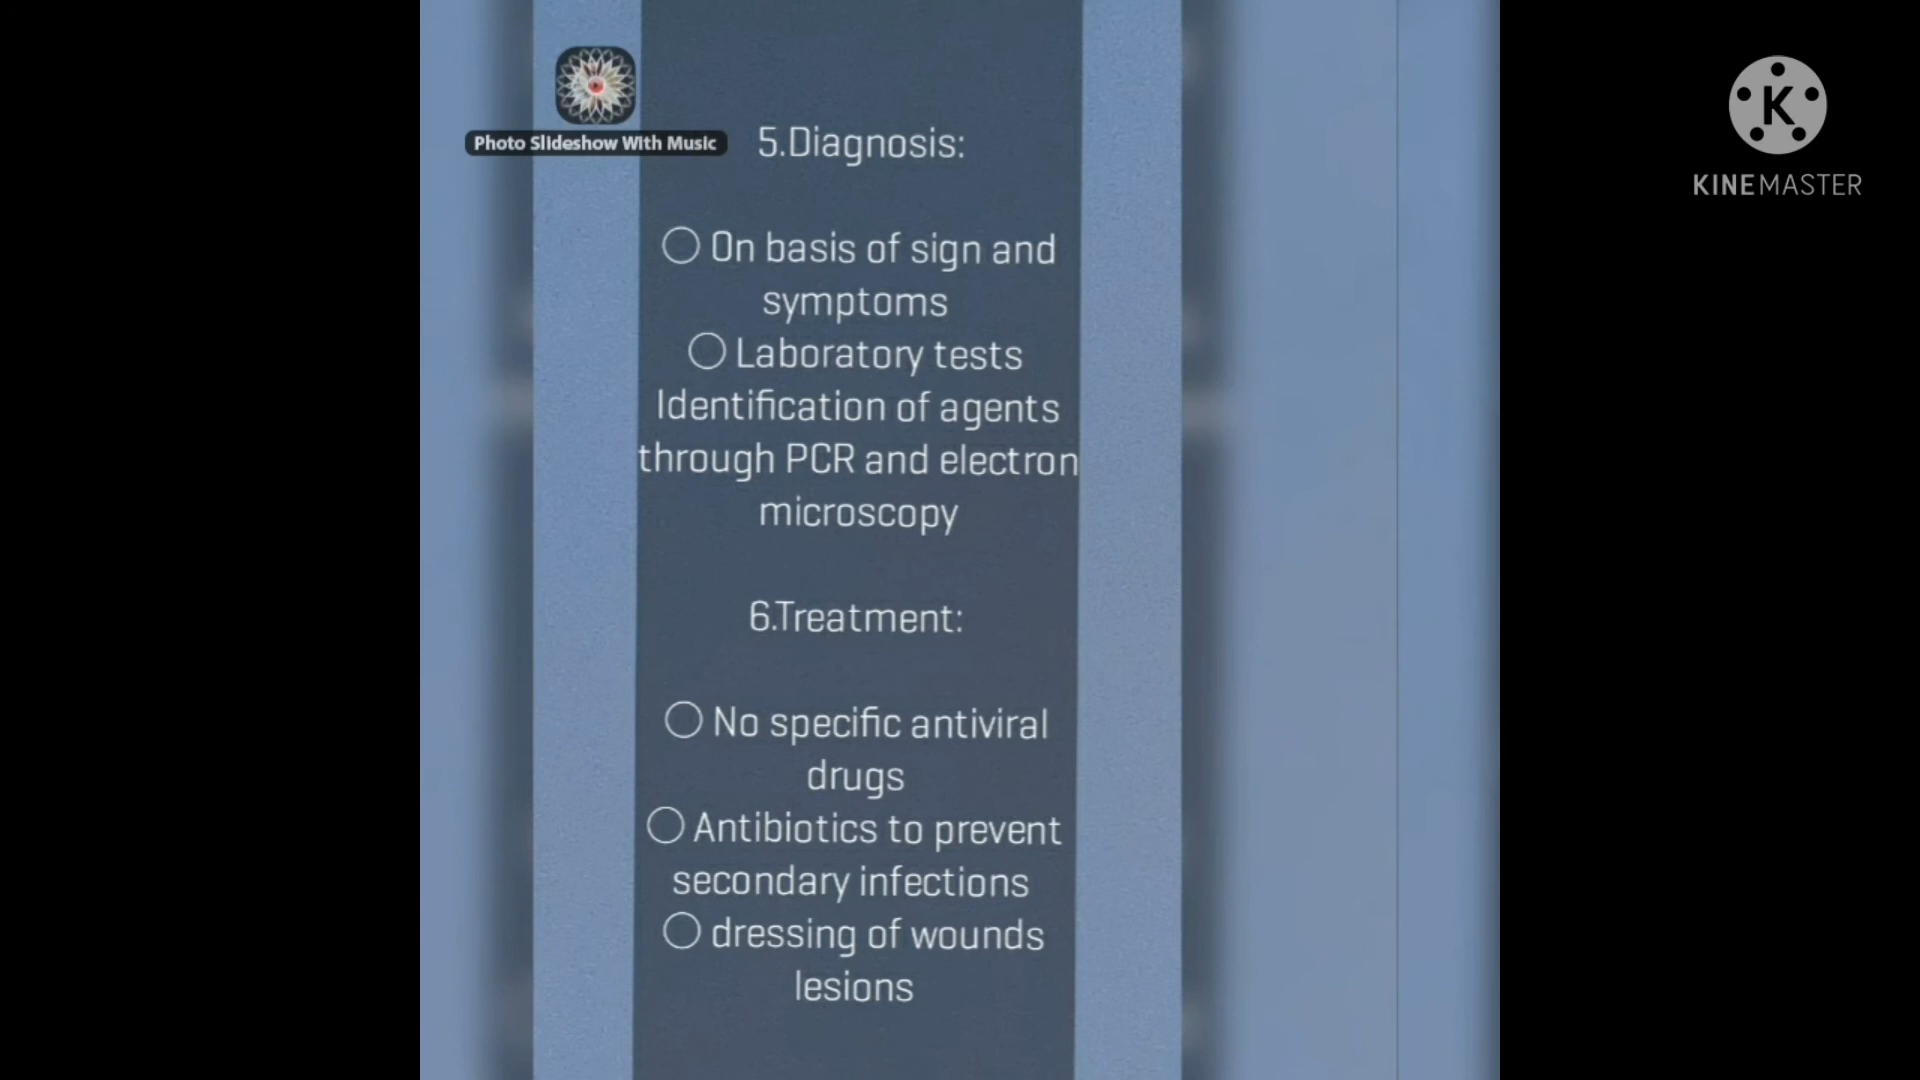 Photo Slideshow With Music
K
KINEMASTER
5.Diagnosis:
○ On basis of sign and
symptoms
○ Laboratory tests
Identification of agents
through PCR and electron
microscopy
6.Treatment:
○ No specific antiviral
drugs
○ Antibiotics to prevent
secondary infections
○ dressing of wounds
lesions